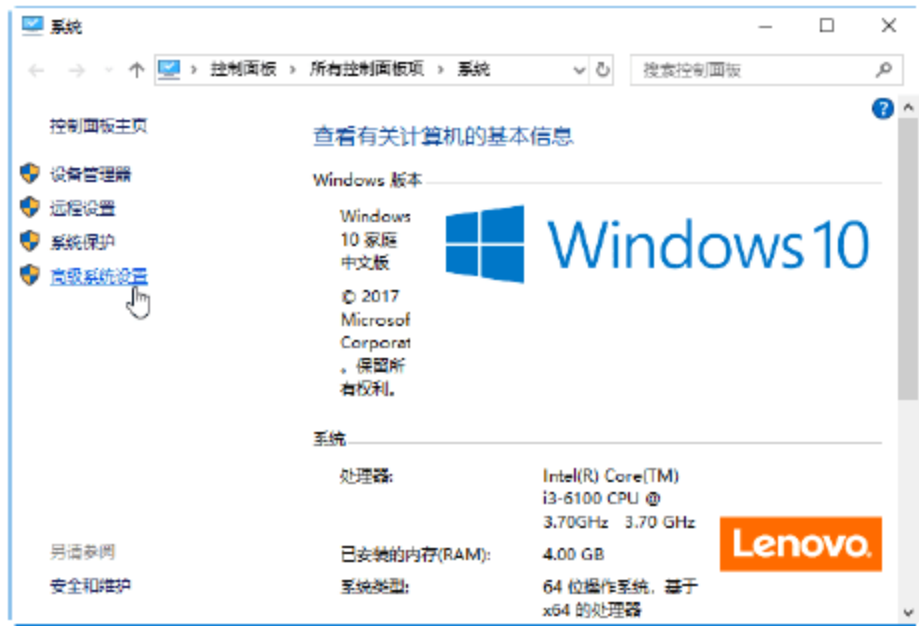 系统
控制面板 › 所有控制面板项 › 系统
搜索控制面板
控制面板主页
设备管理器
远程设置
系统保护
高级系统设置
另请参阅
安全和维护
查看有关计算机的基本信息
Windows 版本
Windows
10 家庭
中文版
© 2017
Microsof
Corporat
。保留所
有权利。
Windows 10
系统
处理器:
Intel(R) Core(TM)
i3-6100 CPU @
3.70GHz 3.70 GHz
已安装的内存(RAM):
4.00 GB
系统类型:
64 位操作系统, 基于
x64 的处理器
Lenovo.